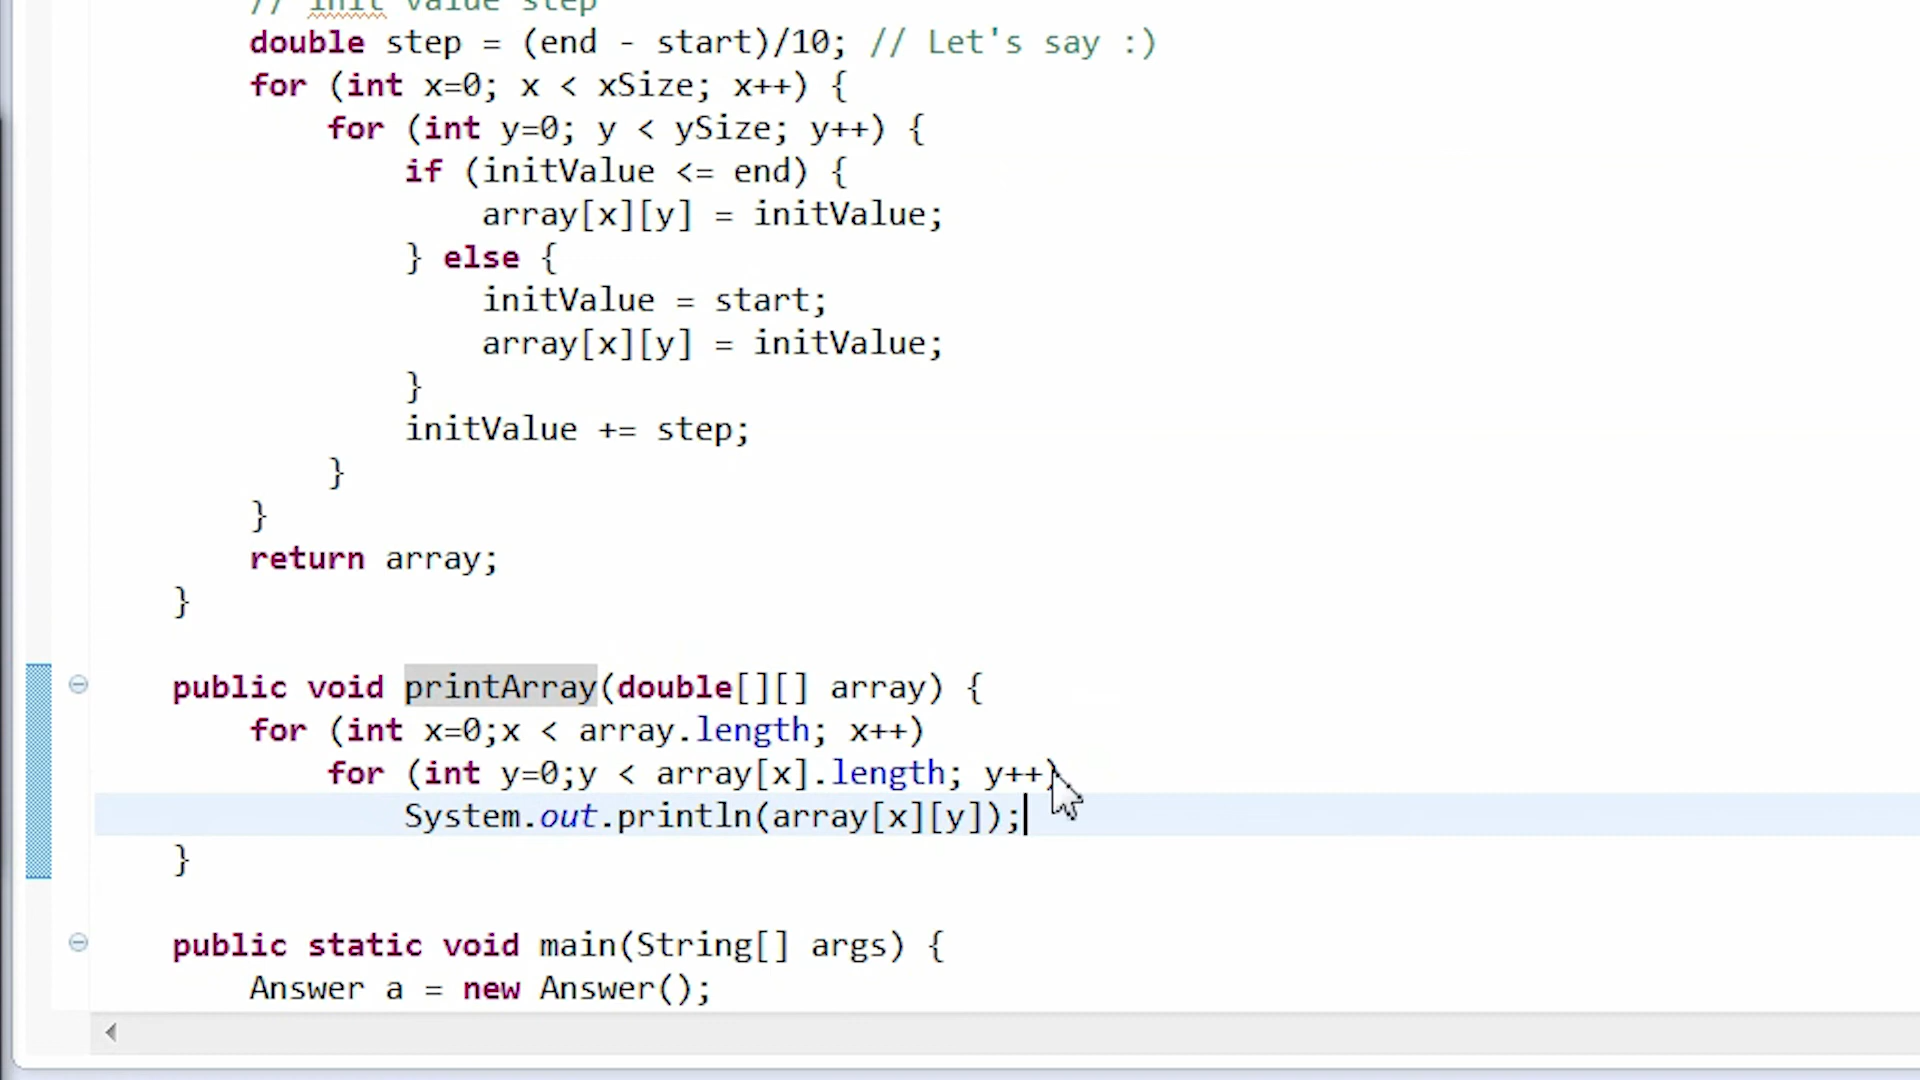 // init value step
double step = (end - start)/10; // Let's say :)
for (int x=0; x < xSize; x++) {
for (int y=0; y < ySize; y++) {
if (initValue <= end) {
array[x][y] = initValue;
} else {
initValue = start;
array[x][y] = initValue;
}
initValue += step;
}
}
return array;
}
public void printArray(double[][] array) {
for (int x=0;x < array.length; x++)
for (int y=0;y < array[x].length; y++)
System.out.println(array[x][y]);
}
public static void main(String[] args) {
Answer a = new Answer();